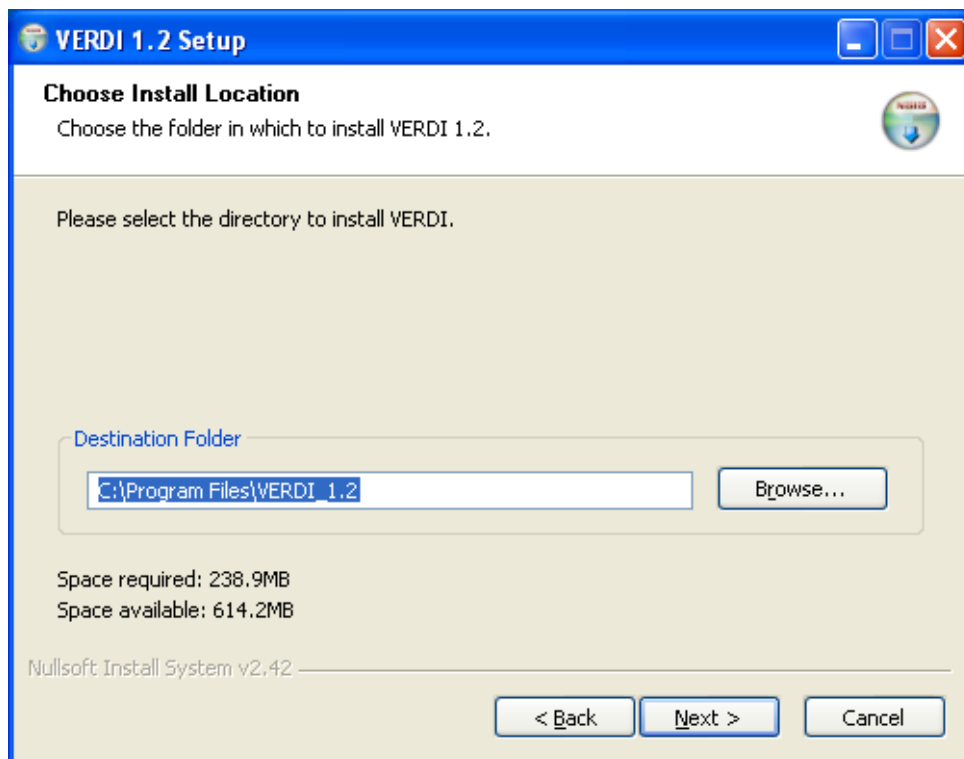 VERDI 1.2 Setup
Choose Install Location
Choose the folder in which to install VERDI 1.2.
Please select the directory to install VERDI.
Destination Folder
C:\Program Files\VERDI_1.2
Browse...
Space required: 238.9MB
Space available: 614.2MB
Nullsoft Install System v2.42
< Back Next > Cancel